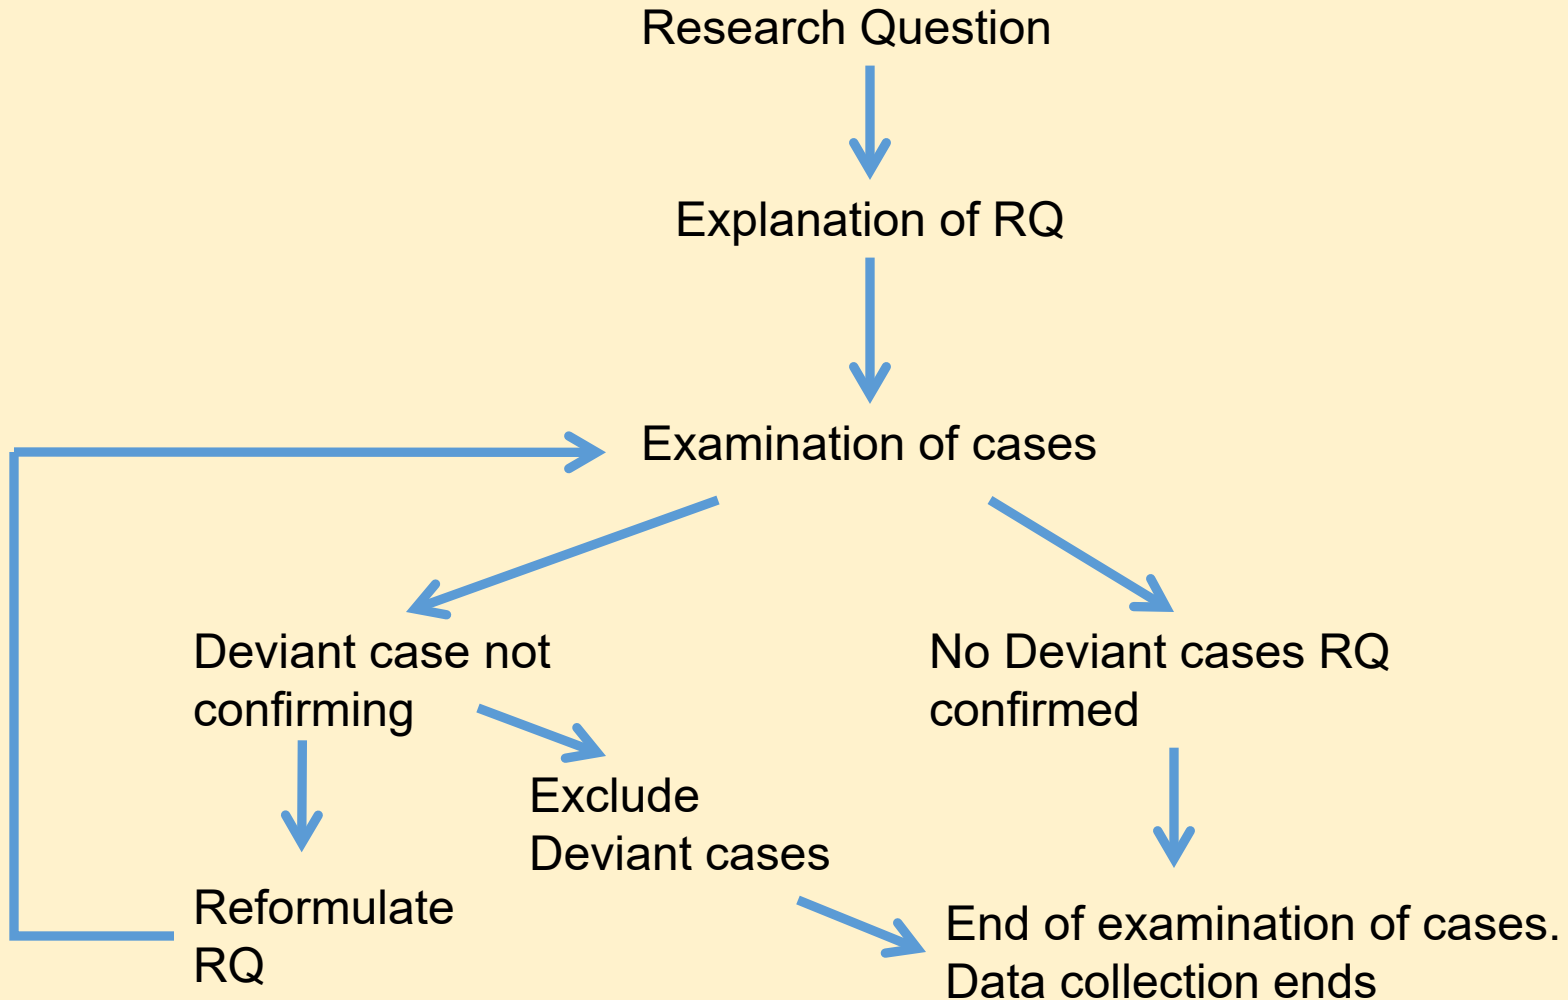 Research Question
Explanation of RQ
Examination of cases
Deviant case not
confirming
No Deviant cases RQ
confirmed
Exclude
Deviant cases
Reformulate
RQ
End of examination of cases.
Data collection ends